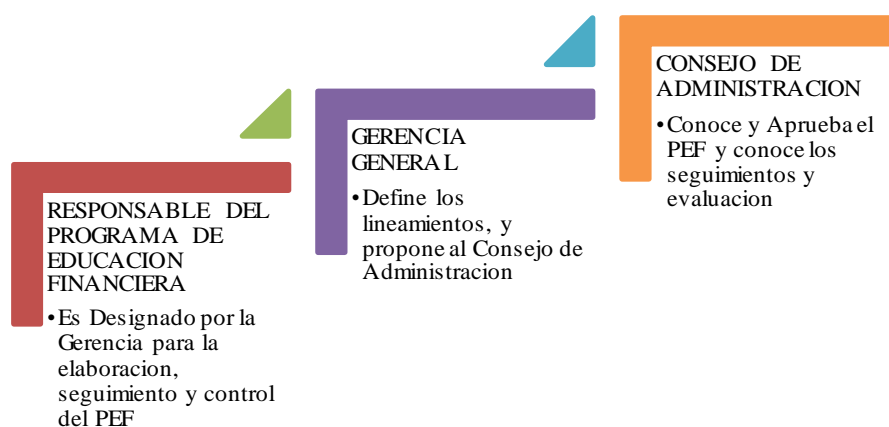 RESPONSABLE DEL
PROGRAMA DE
EDUCACION
FINANCIERA
•Es Designado por la
Gerencia para la
elaboracion,
seguimiento y control
del PEF
GERENCIA
GENERAL
•Define los
lineamientos, y
propone al Consejo de
Administracion
CONSEJO DE
ADMINISTRACION
•Conoce y Aprueba el
PEF y conoce los
seguimientos y
evaluacion